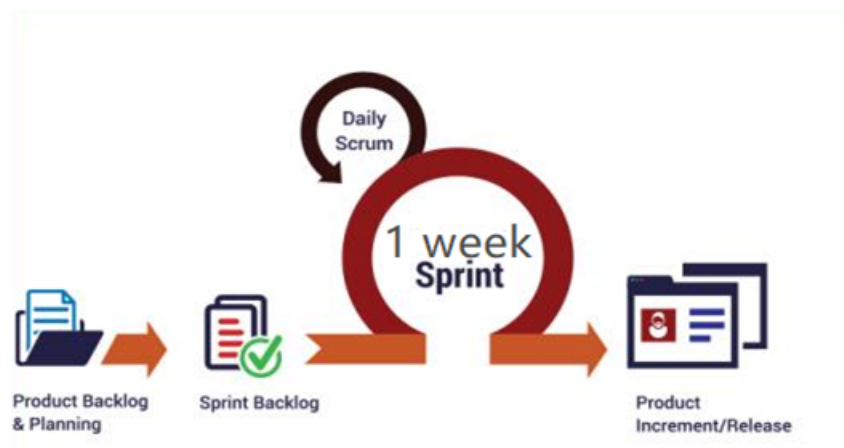 Daily
Scrum
1 week
Sprint
Product Backlog
& Planning
Sprint Backlog
Product
Increment/Release